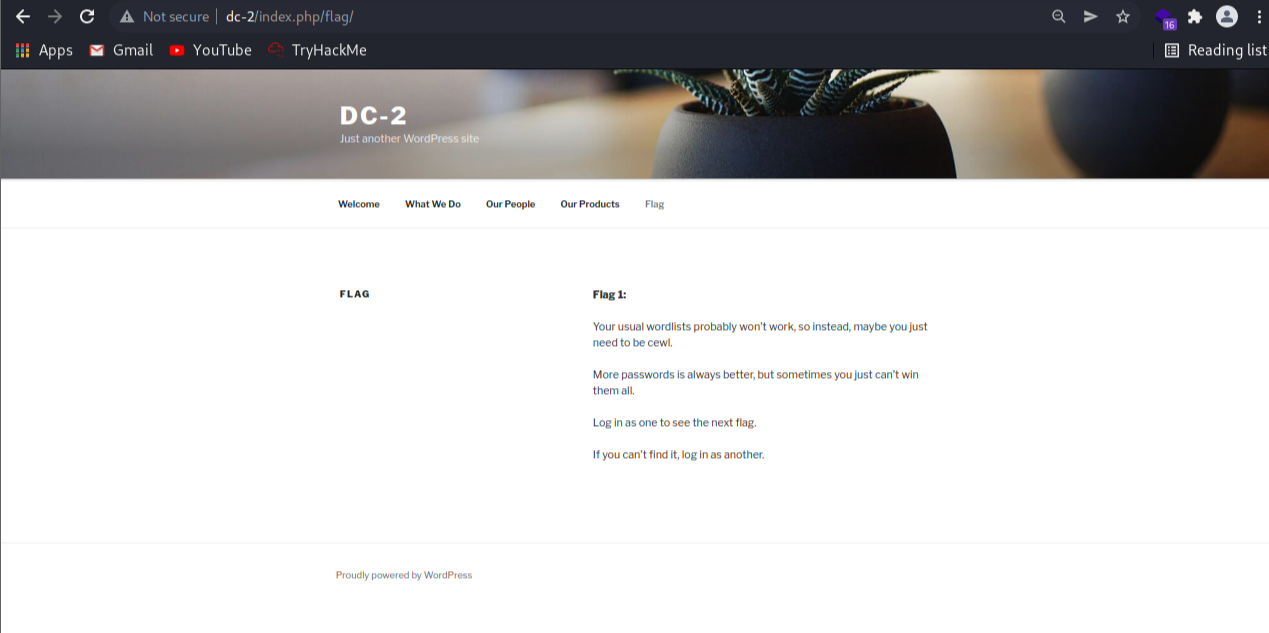 Not secure | dc-2/index.php/flag/
16
Apps Gmail YouTube TryHackMe Reading list
DC-2
Just another WordPress site
Welcome What We Do Our People Our Products Flag
FLAG
Flag 1:
Your usual wordlists probably won't work, so instead, maybe you just
need to be cewl.
More passwords is always better, but sometimes you just can't win
them all.
Log in as one to see the next flag.
If you can't find it, log in as another.
Proudly powered by WordPress